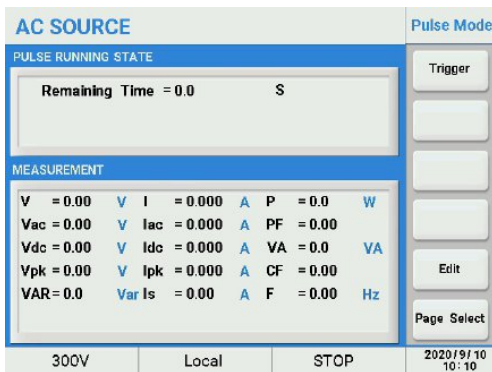 AC SOURCE
Pulse Mode
PULSE RUNNING STATE
Remaining Time =0.0 S
Trigger
MEASUREMENT
V = 0.00 V I = 0.000 A P = 0.0 W
Vac = 0.00 V Iac = 0.000 A PF = 0.00
Vdc = 0.00 V Idc = 0.000 A VA = 0.0 VA
Vpk = 0.00 V Ipk = 0.000 A CF = 0.00
VAR= 0.0 Var Is = 0.00 A F = 0.00 Hz
Edit
Page Select
300V Local STOP 2020/9/10
10:10